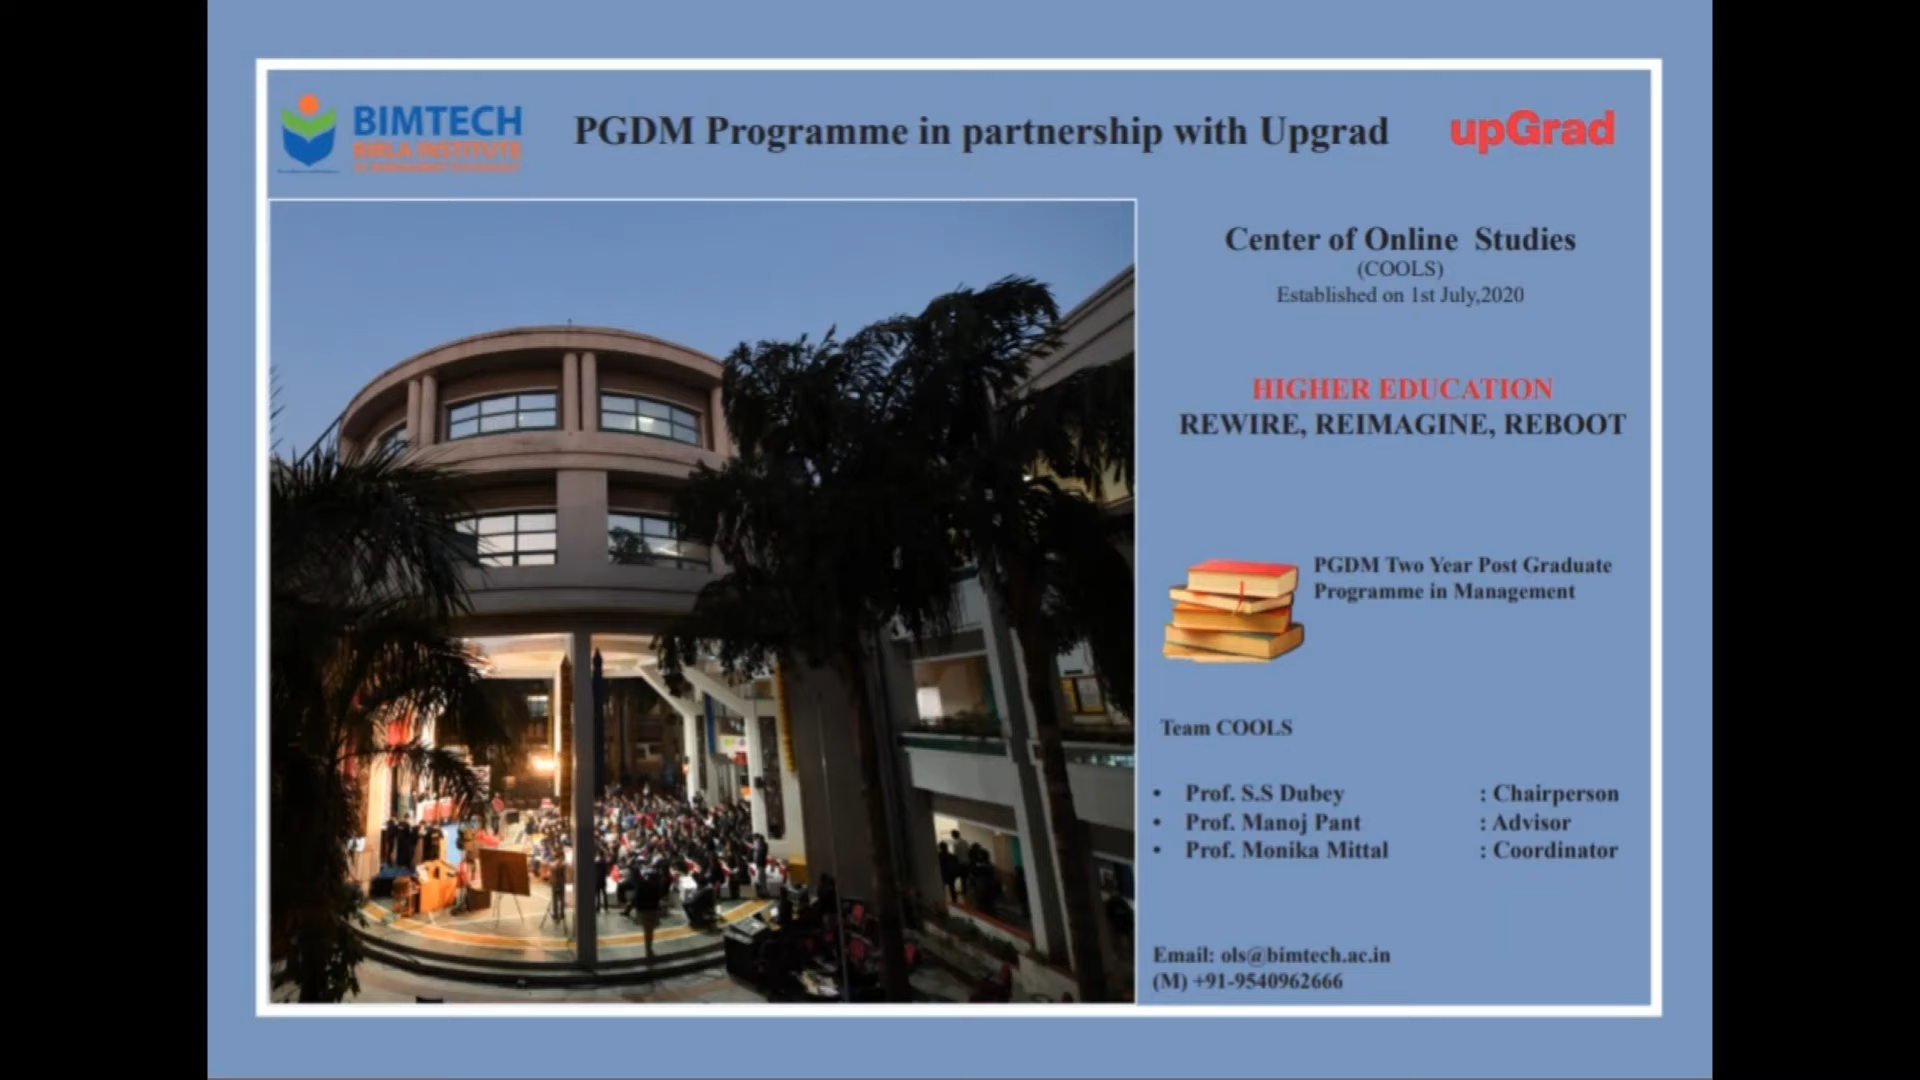 BIMTECH
BIRLA INSTITUTE
PGDM Programme in partnership with Upgrad
upGrad
Center of Online Studies
(COOLS)
Established on 1st July,2020
HIGHER EDUCATION
REWIRE, REIMAGINE, REBOOT
PGDM Two Year Post Graduate
Programme in Management
Team COOLS
• Prof. S.S Dubey : Chairperson
• Prof. Manoj Pant : Advisor
• Prof. Monika Mittal : Coordinator
Email: ols@bimtech.ac.in
(M) +91-9540962666